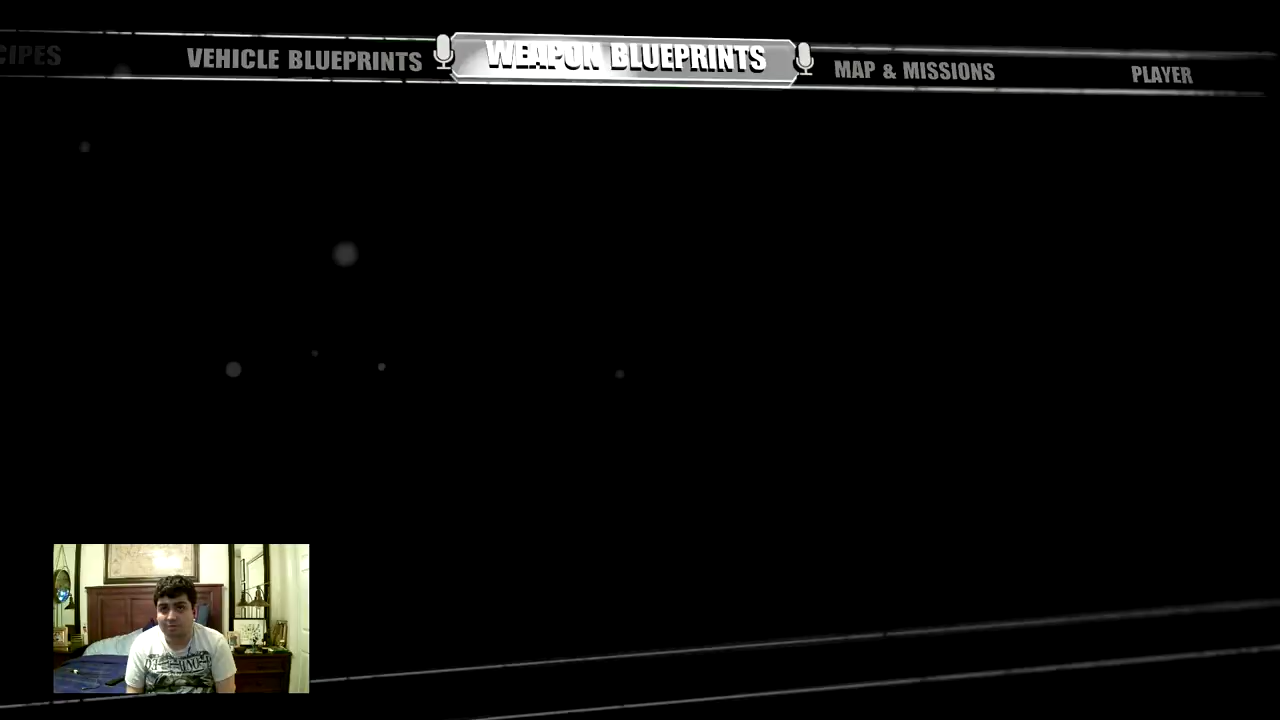 CIPES
VEHICLE BLUEPRINTS
WEAPON BLUEPRINTS
MAP & MISSIONS
PLAYER